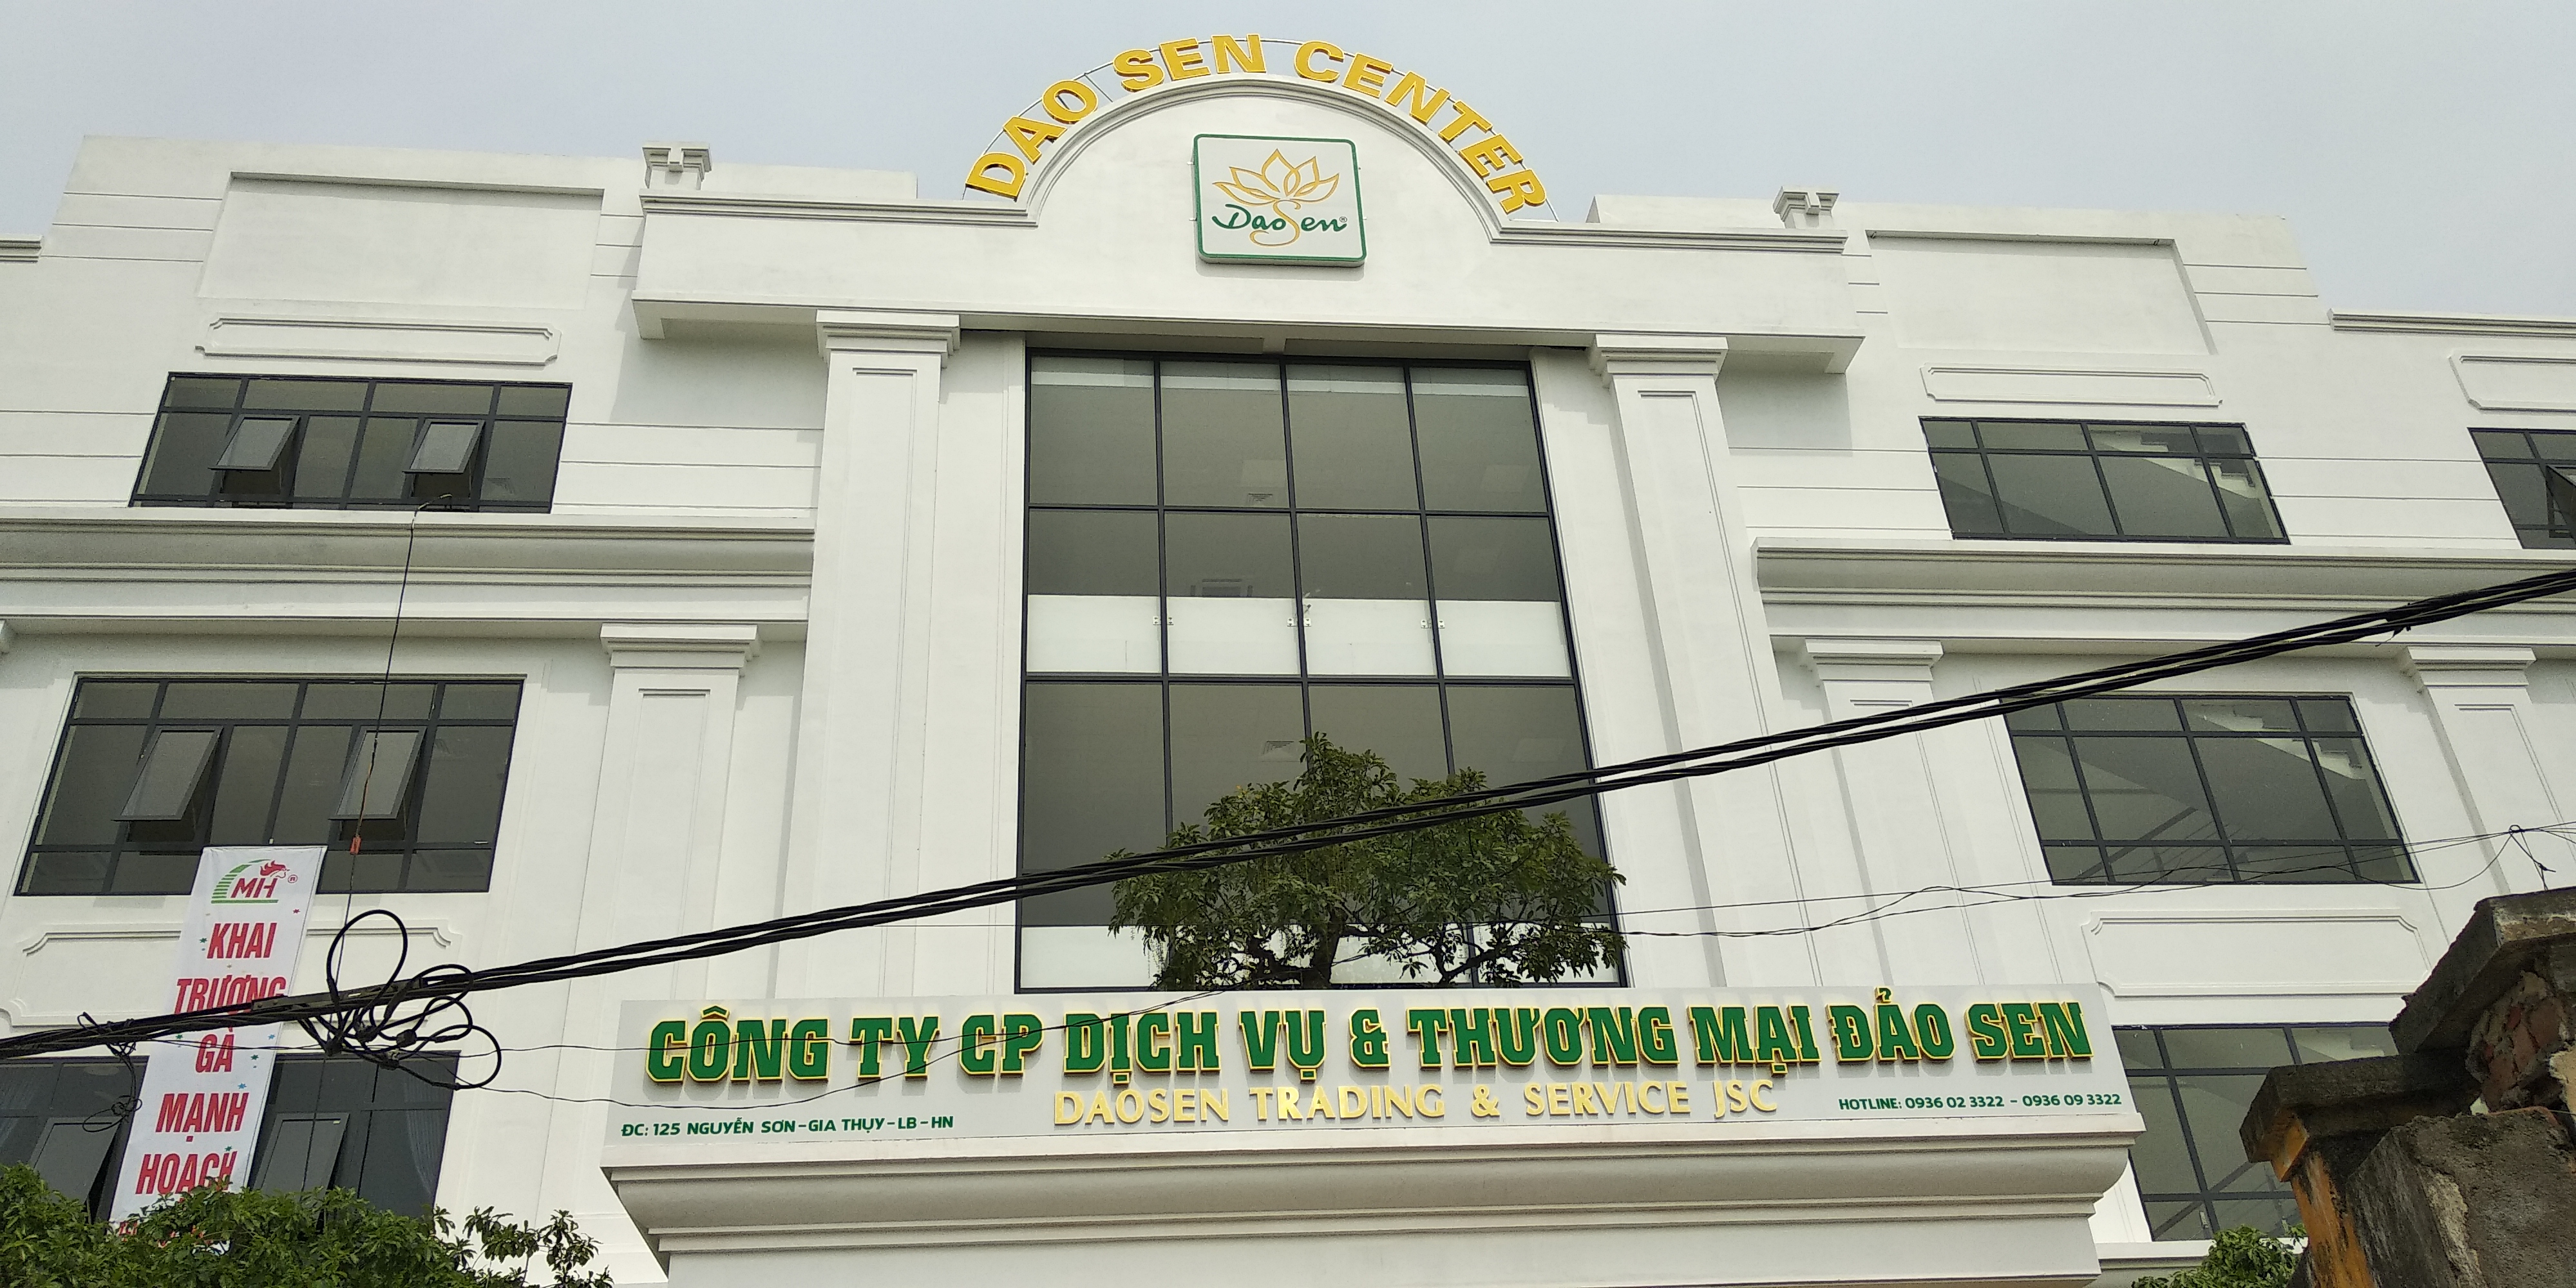 DAO SEN CENTER
DaoSen®
CÔNG TY CP DỊCH VỤ & THƯƠNG MẠI ĐẢO SEN
DAOSEN TRADING & SERVICE JSC
ĐC: 125 NGUYỄN SƠN-GIA THỤY-LB-HN
HOTLINE: 0936 02 3322 - 0936 09 3322
MH®
KHAI
TRƯƠNG
GÀ
MẠNH
HOẠCH